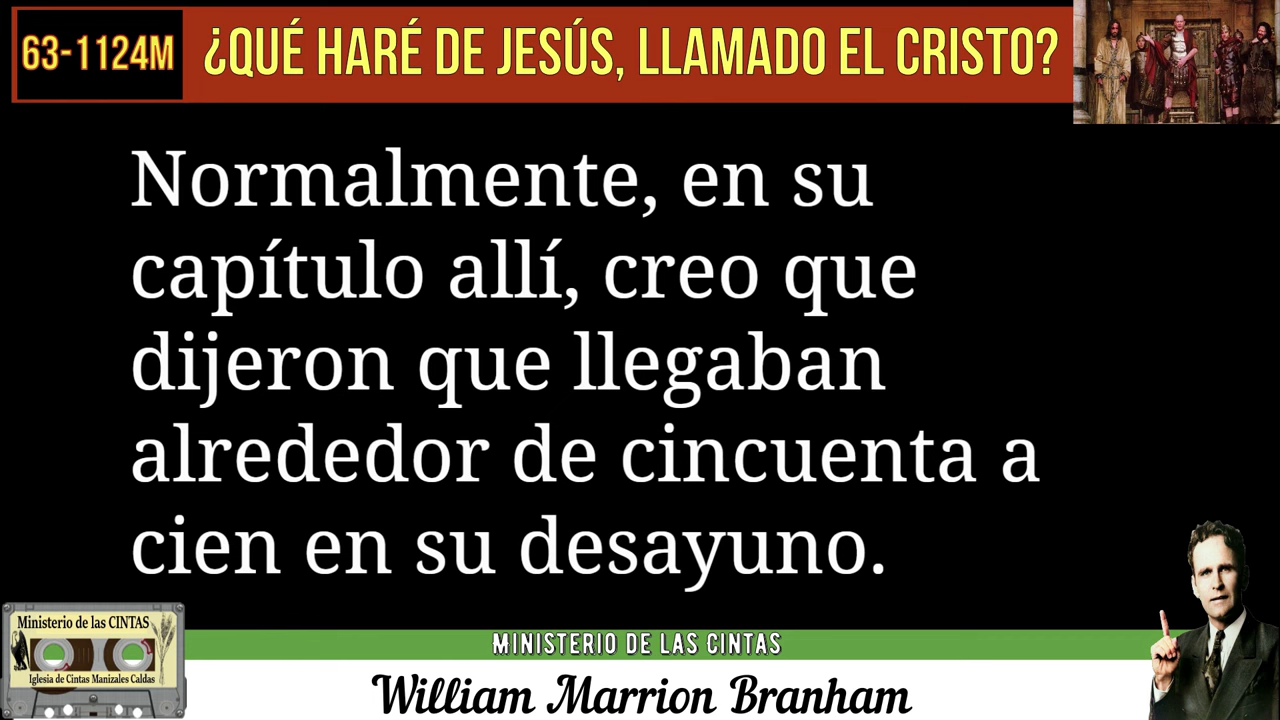 63-1124M
¿QUÉ HARÉ DE JESÚS, LLAMADO EL CRISTO?
Normalmente, en su
capítulo allí, creo que
dijeron que llegaban
alrededor de cincuenta a
cien en su desayuno.
Ministerio de las CINTAS
Iglesia de Cintas Manizales Caldas
MINISTERIO DE LAS CINTAS
William Marrion Branham